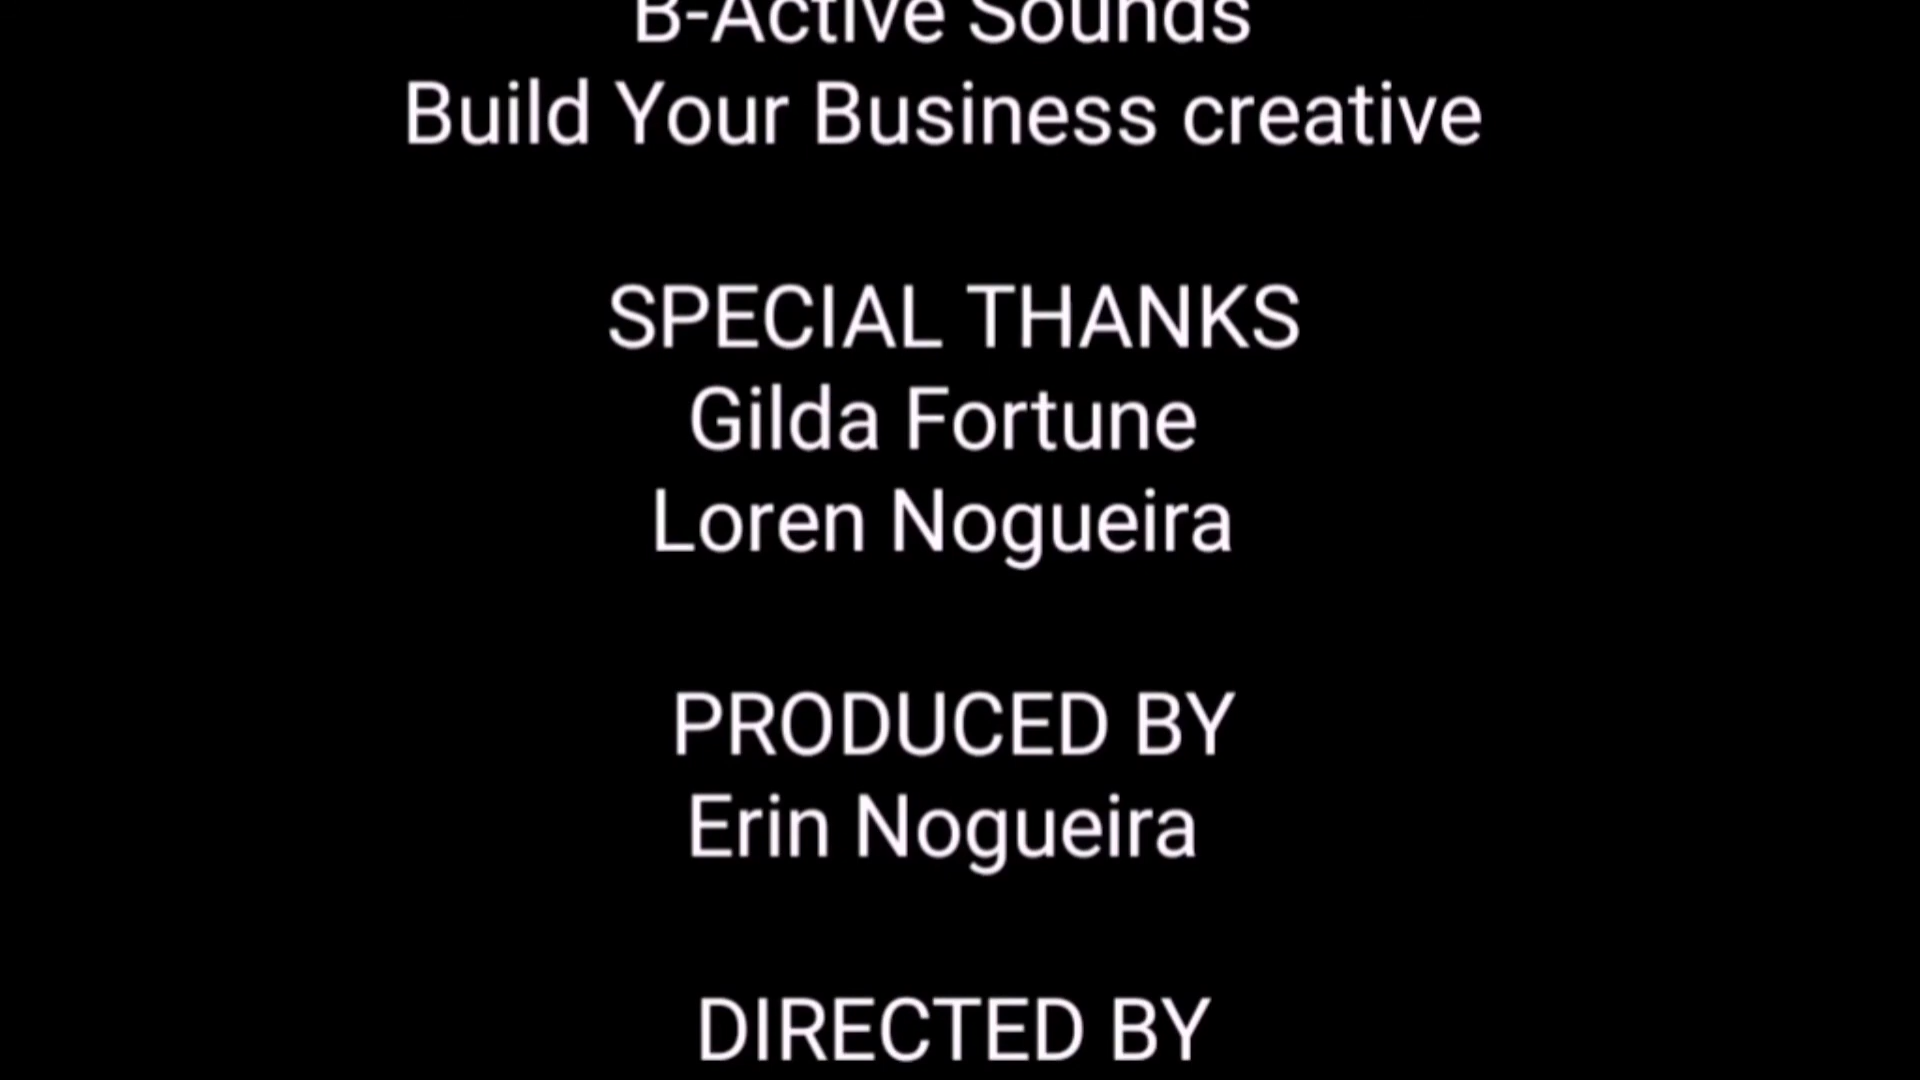 B-Active Sounds
Build Your Business creative
SPECIAL THANKS
Gilda Fortune
Loren Nogueira
PRODUCED BY
Erin Nogueira
DIRECTED BY